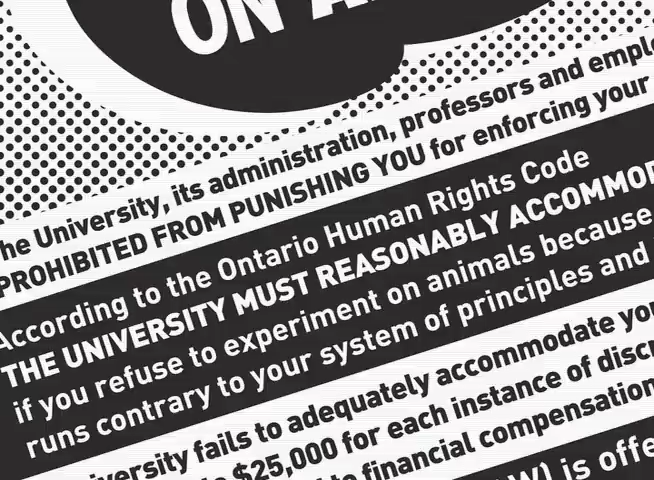 ON A
he University, its administration, professors and emplo
PROHIBITED FROM PUNISHING YOU for enforcing your
According to the Ontario Human Rights Code
THE UNIVERSITY MUST REASONABLY ACCOMMOD
if you refuse to experiment on animals because
runs contrary to your system of principles and
iversity fails to adequately accommodate you
$25,000 for each instance of discr
financial compensation
W) is offe